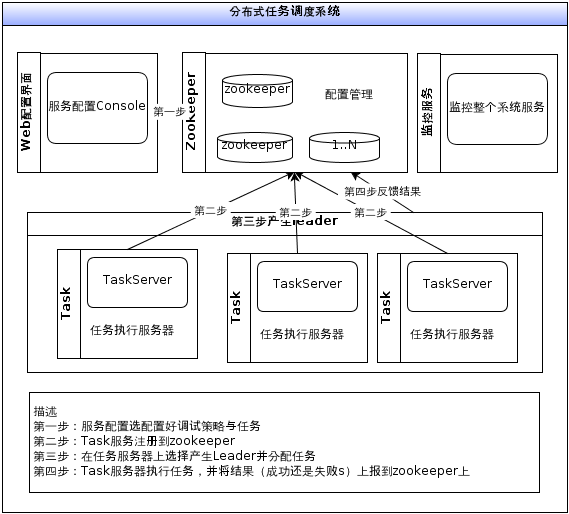 分布式任务调度系统
Web配置界面
服务配置Console
第一步
Zookeeper
zookeeper
配置管理
zookeeper
1..N
监控服务
监控整个系统服务
第四步反馈结果
第二步
第二步
第二步
第三步产生leader
Task
TaskServer
任务执行服务器
Task
TaskServer
任务执行服务器
Task
TaskServer
任务执行服务器
描述
第一步：服务配置选配置好调试策略与任务
第二步：Task服务注册到zookeeper
第三步：在任务服务器上选择产生Leader并分配任务
第四步：Task服务器执行任务，并将结果（成功还是失败s）上报到zookeeper上